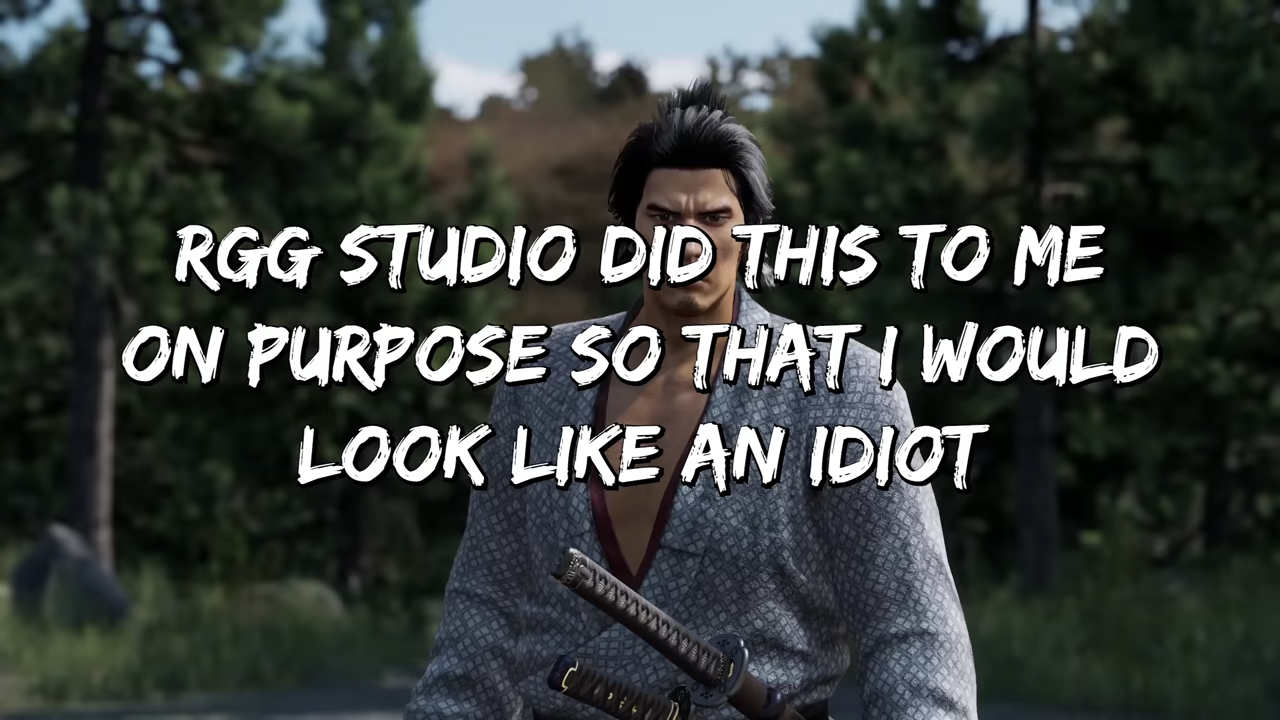 RGG STUDIO DID THIS TO ME
ON PURPOSE SO THAT I WOULD
LOOK LIKE AN IDIOT